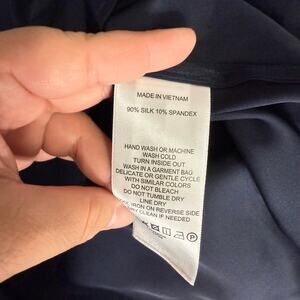 MADE IN VIETNAM
90% SILK 10% SPANDEX
HAND WASH OR MACHINE
WASH COLD
TURN INSIDE OUT
WASH IN A GARMENT BAG
DELICATE OR GENTLE CYCLE
WITH SIMILAR COLORS
DO NOT BLEACH
DO NOT TUMBLE DRY
LINE DRY
IRON ON REVERSE SIDE
CLEAN IF NEEDED
P